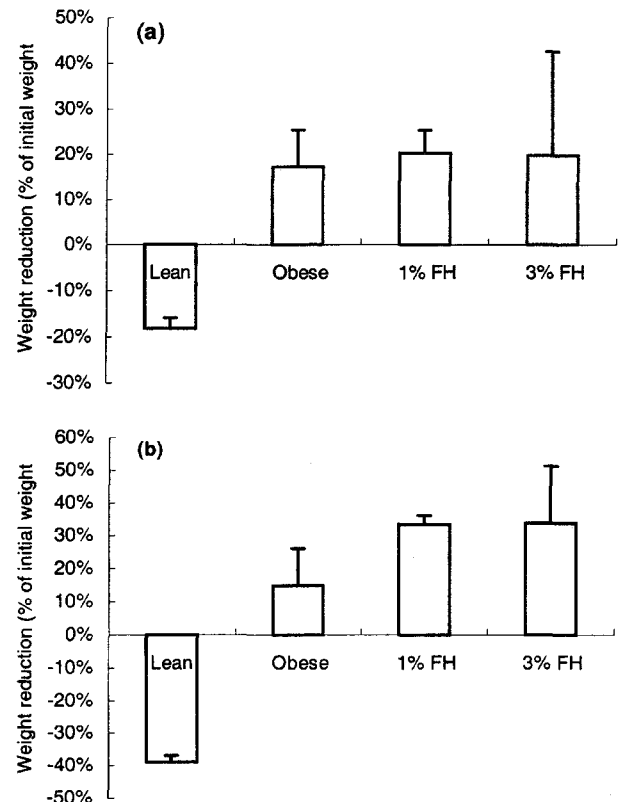 50%
(a)
40%
30%
20%
10%
0%
-10%
-20%
-30%
Weight reduction (% of initial weight
Lean
Obese
1% FH
3% FH
60%
(b)
50%
40%
30%
20%
10%
0%
-10%
-20%
-30%
-40%
-50%
Weight reduction (% of initial weight
Lean
Obese
1% FH
3% FH